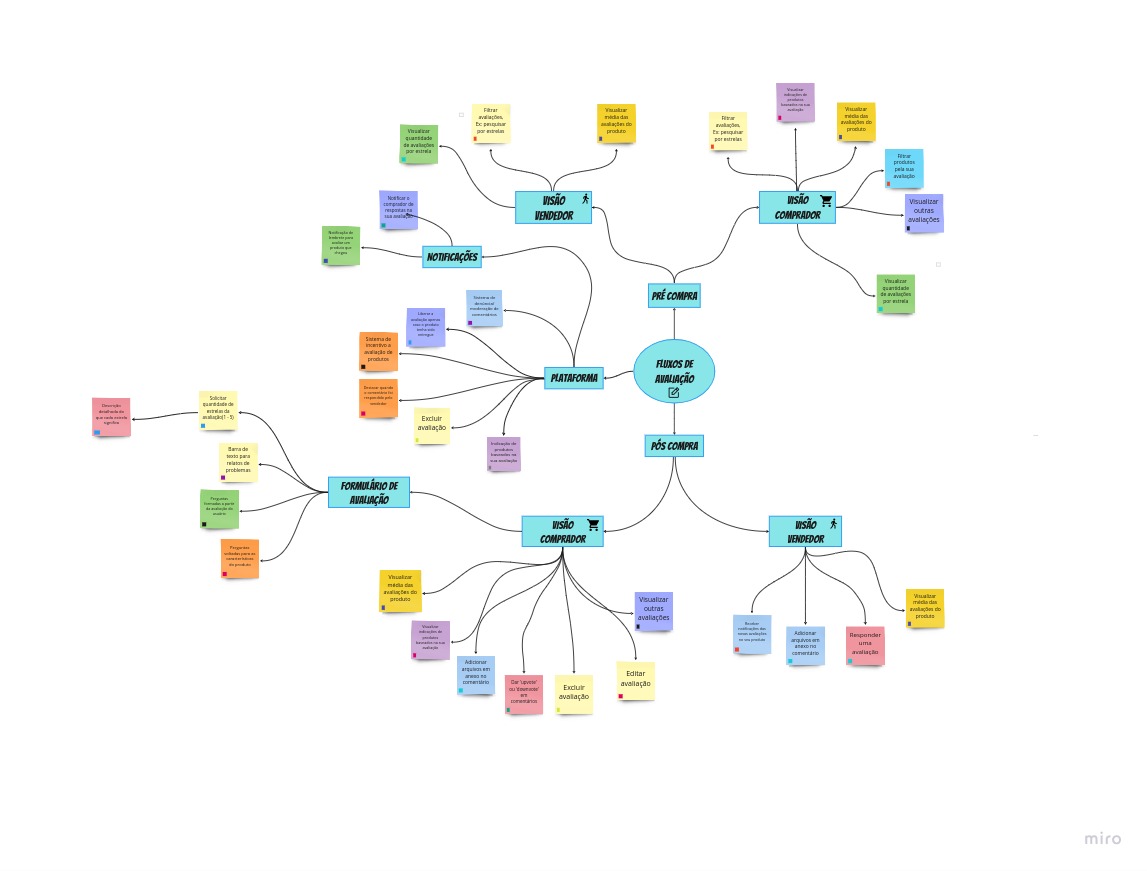 Visualizar
indicações de
produtos
baseados na sua
avaliação
Filtrar
avaliações,
Ex: pesquisar
por estrelas
Visualizar
média das
avaliações do
produto
Filtrar
avaliações,
Ex: pesquisar
por estrelas
Visualizar
média das
avaliações do
produto
Visualizar
quantidade
de avaliações
por estrela
Filtrar
produtos
pela sua
avaliação
VISÃO
VENDEDOR
VISÃO
COMPRADOR
Visualizar
outras
avaliações
Notificar o
comprador de
respostas na
sua avaliação
Notificação de
lembrete para
avaliar um
produto que
chegou
NOTIFICAÇÕES
Visualizar
quantidade
de avaliações
por estrela
PRÉ COMPRA
Sistema de
denúncia/
moderação de
comentários
Liberar a
avaliação apenas
caso o produto
tenha sido
entregue
Sistema de
incentivo a
avaliação de
produtos
FLUXOS DE
AVALIAÇÃO
PLATAFORMA
Destacar quando
o comentário foi
respondido pelo
vendedor
Excluir
avaliação
Indicação de
produtos
baseados na
sua avaliação
PÓS COMPRA
Solicitar
quantidade de
estrelas da
avaliação(1 - 5)
Descrição
detalhada do
que cada estrela
significa
Barra de
texto para
relatos de
problemas
FORMULÁRIO DE
AVALIAÇÃO
Perguntas
formadas a partir
da avaliação do
usuário
Perguntas
voltadas para as
características
do produto
VISÃO
COMPRADOR
VISÃO
VENDEDOR
Visualizar
média das
avaliações do
produto
Visualizar
outras
avaliações
Visualizar
média das
avaliações do
produto
Visualizar
indicações de
produtos
baseados na sua
avaliação
Receber
notificações das
novas avaliações
no seu produto
Adicionar
arquivos em
anexo no
comentário
Responder
uma
avaliação
Adicionar
arquivos em
anexo no
comentário
Dar 'upvote'
ou 'downvote'
em
comentários
Excluir
avaliação
Editar
avaliação
miro